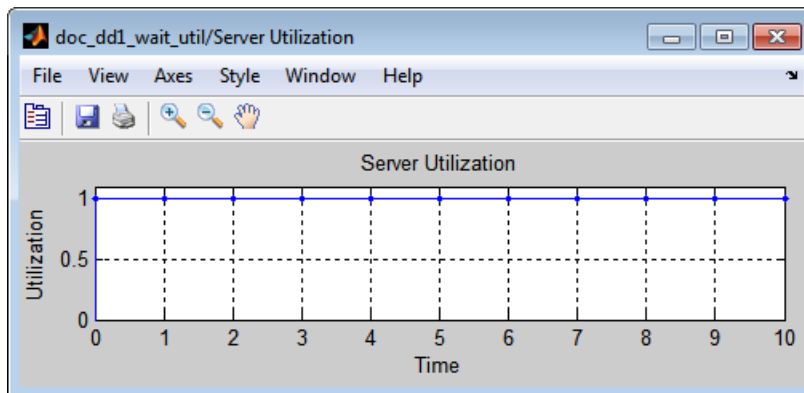 doc_dd1_wait_util/Server Utilization
File View Axes Style Window Help
Server Utilization
Utilization
1
0.5
0
0 1 2 3 4 5 6 7 8 9 10
Time